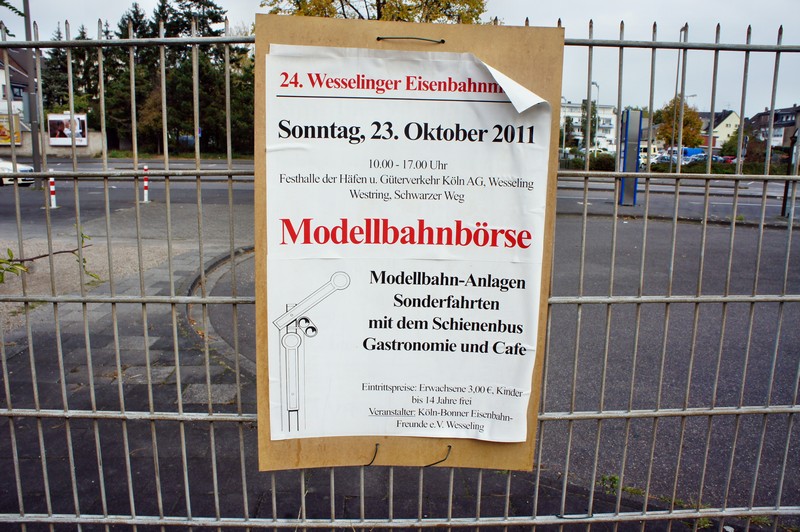 24. Wesselinger
Sonntag, 23. Oktober 2011
10.00 - 17.00 Uhr
Festhalle der Häfen u. Güterverkehr Köln AG, Wesseling
Westring, Schwarzer Weg
Modellbahnbörse
Modellbahn-Anlagen
Sonderfahrten
mit dem Schienenbus
Gastronomie und Cafe
Eintrittspreise: Erwachsene 3,00 €, Kinder
bis 14 Jahre frei
Veranstalter: Köln-Bonner Eisenbahn-
Freunde e.V. Wesseling